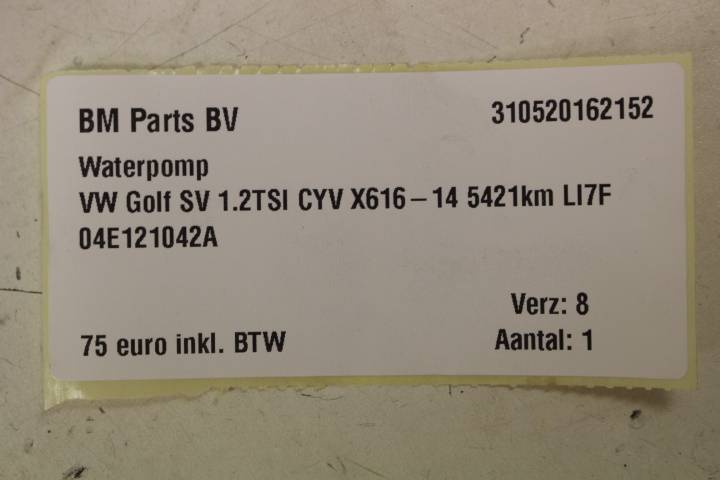 BM Parts BV
310520162152
Waterpomp
VW Golf SV 1.2TSI CYV X616-14 5421km LI7F
04E121042A
Verz: 8
75 euro inkl. BTW
Aantal: 1